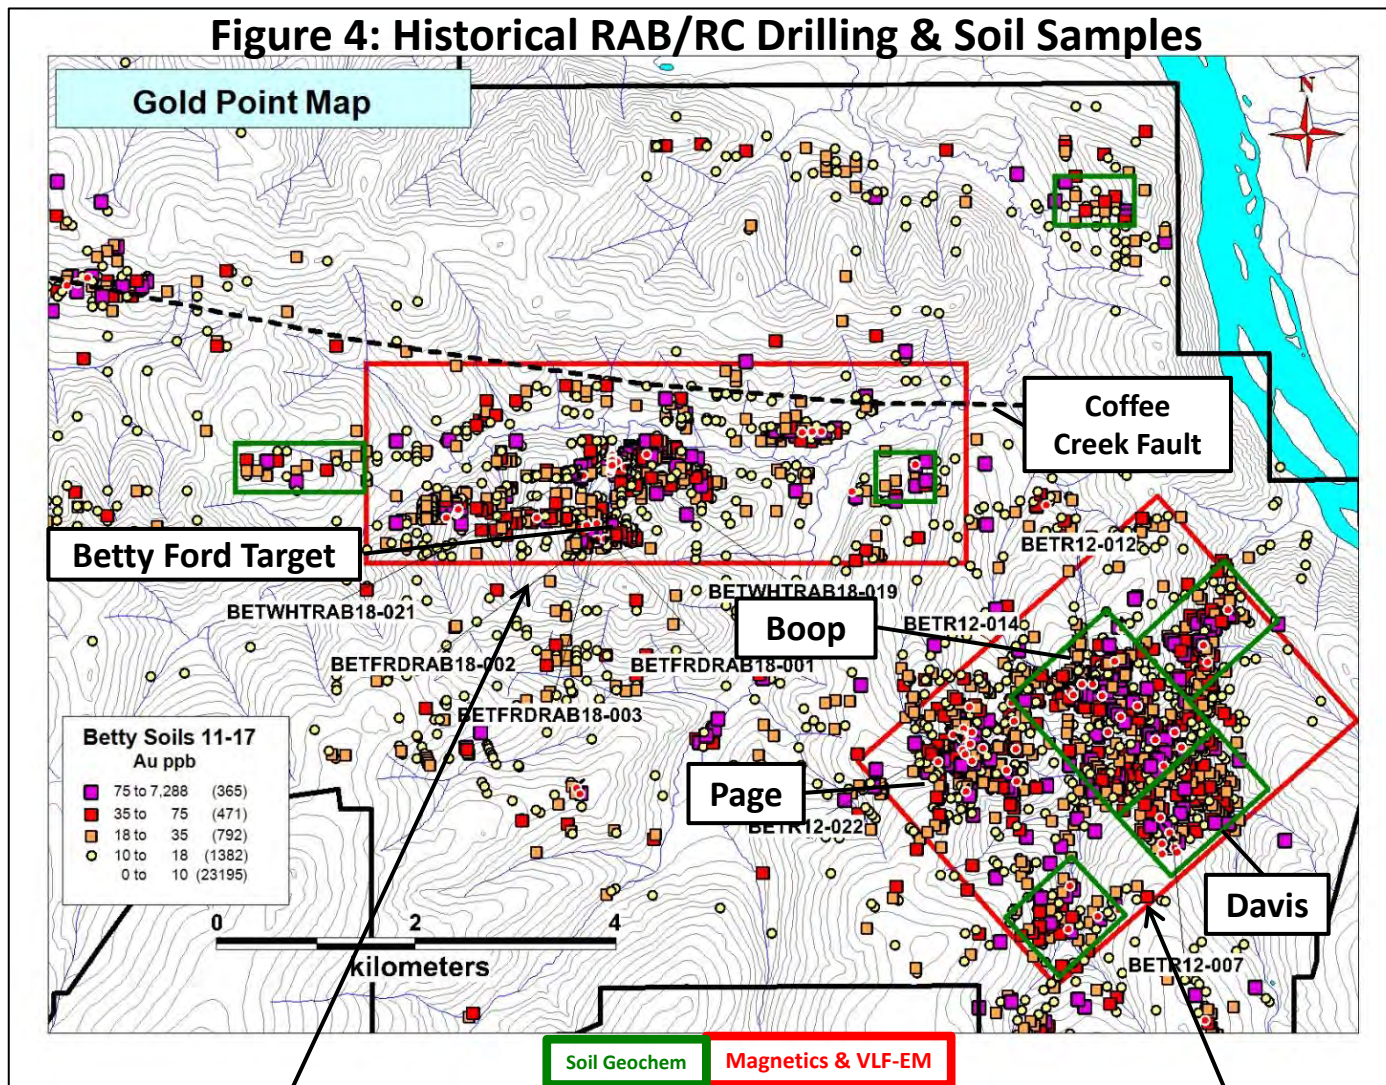 Figure 4: Historical RAB/RC Drilling & Soil Samples
Gold Point Map
N
Coffee
Creek Fault
Betty Ford Target
BETR12-012
BETWHTRAB18-021
BETWHTRAB18-019
Boop
BETR12-014
BETFRDRAB18-002
BETFRDRAB18-001
BETFRDRAB18-003
Betty Soils 11-17
Au ppb
75 to 7,288 (365)
35 to 75 (471)
18 to 35 (792)
10 to 18 (1382)
0 to 10 (23195)
Page
BETR12-022
Davis
0 2 4
kilometers
BETR12-007
Soil Geochem
Magnetics & VLF-EM